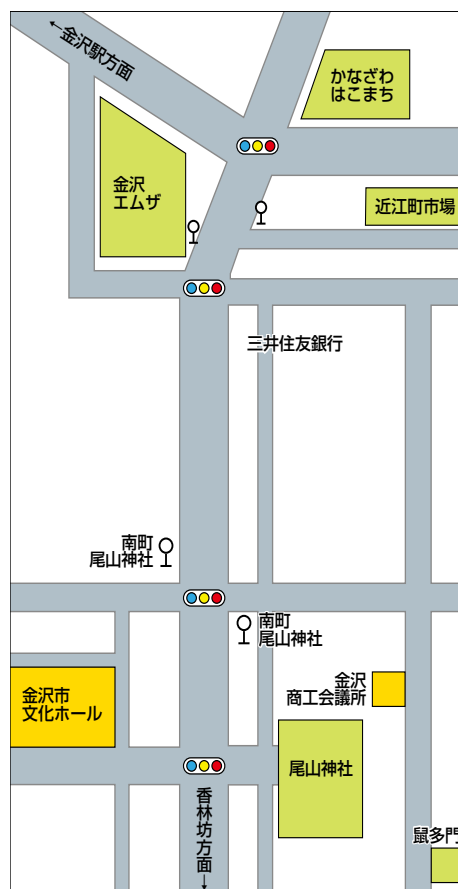 ←金沢駅方面
かなざわ
はこまち
金沢
エムザ
近江町市場
三井住友銀行
南町
尾山神社
南町
尾山神社
金沢
商工会議所
金沢市
文化ホール
尾山神社
香林坊方面→
鼠多門